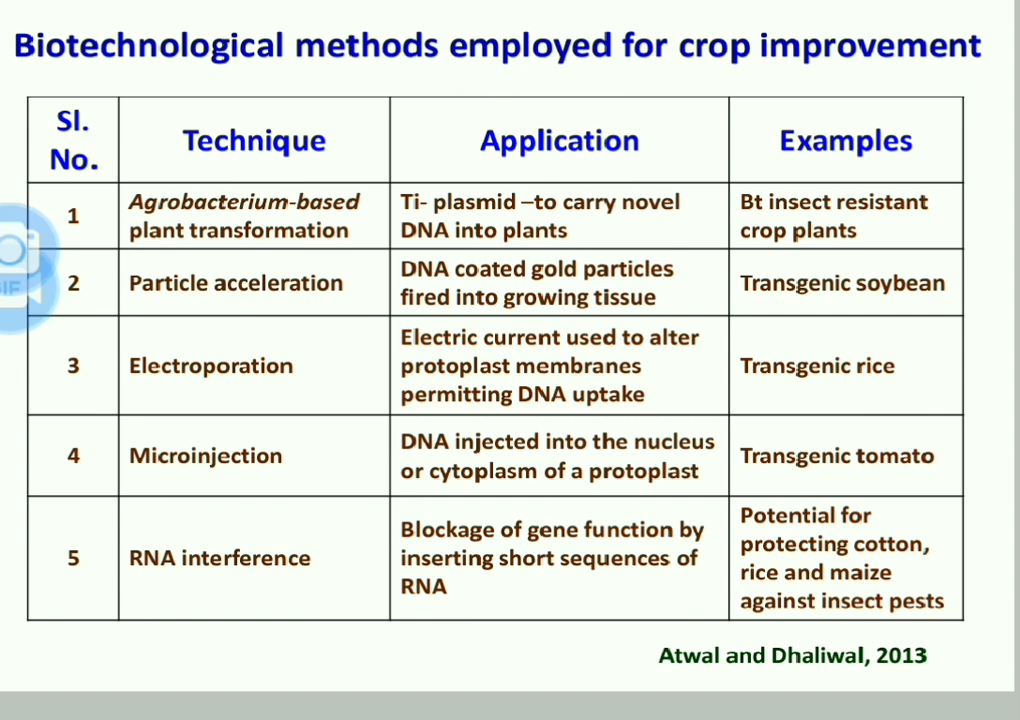 Biotechnological methods employed for crop improvement
Sl.
No.
Technique
Application
Examples
1
Agrobacterium-based
plant transformation
Ti- plasmid –to carry novel
DNA into plants
Bt insect resistant
crop plants
2
Particle acceleration
DNA coated gold particles
fired into growing tissue
Transgenic soybean
3
Electroporation
Electric current used to alter
protoplast membranes
permitting DNA uptake
Transgenic rice
4
Microinjection
DNA injected into the nucleus
or cytoplasm of a protoplast
Transgenic tomato
5
RNA interference
Blockage of gene function by
inserting short sequences of
RNA
Potential for
protecting cotton,
rice and maize
against insect pests
Atwal and Dhaliwal, 2013